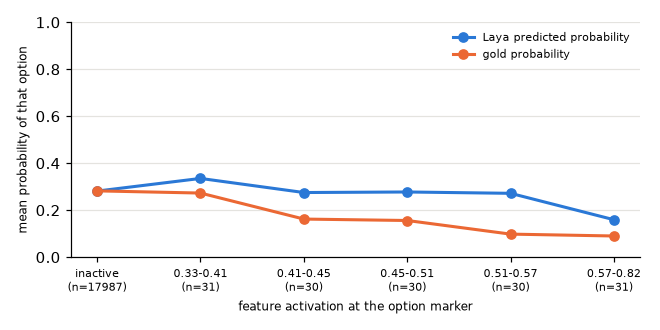 Laya predicted probability
gold probability
mean probability of that option
1.0
0.8
0.6
0.4
0.2
0.0
inactive 0.33-0.41 0.41-0.45 0.45-0.51 0.51-0.57 0.57-0.82
(n=17987) (n=31) (n=30) (n=30) (n=30) (n=31)
feature activation at the option marker